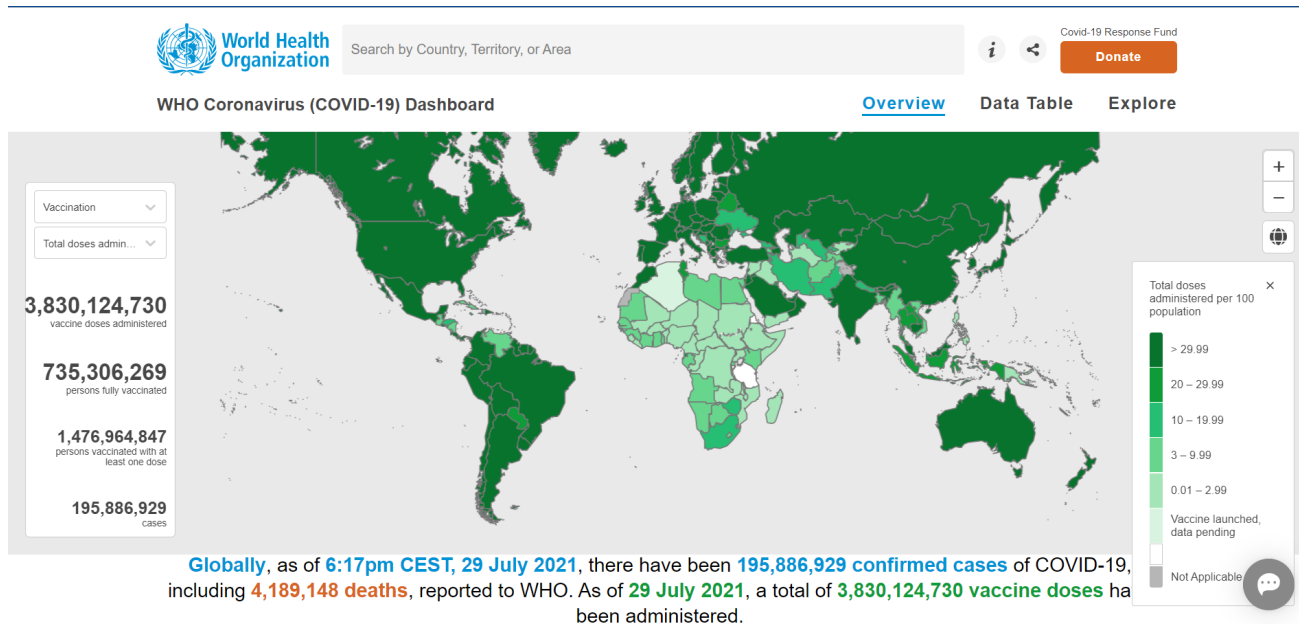 World Health
Organization
Search by Country, Territory, or Area
i
Covid-19 Response Fund
Donate
WHO Coronavirus (COVID-19) Dashboard
Overview
Data Table
Explore
Vaccination
Total doses admin...
3,830,124,730
vaccine doses administered
735,306,269
persons fully vaccinated
1,476,964,847
persons vaccinated with at
least one dose
195,886,929
cases
+
−
Total doses
administered per 100
population
×
> 29.99
20 – 29.99
10 – 19.99
3 – 9.99
0.01 – 2.99
Vaccine launched,
data pending
Not Applicable
Globally, as of 6:17pm CEST, 29 July 2021, there have been 195,886,929 confirmed cases of COVID-19,
including 4,189,148 deaths, reported to WHO. As of 29 July 2021, a total of 3,830,124,730 vaccine doses ha
been administered.